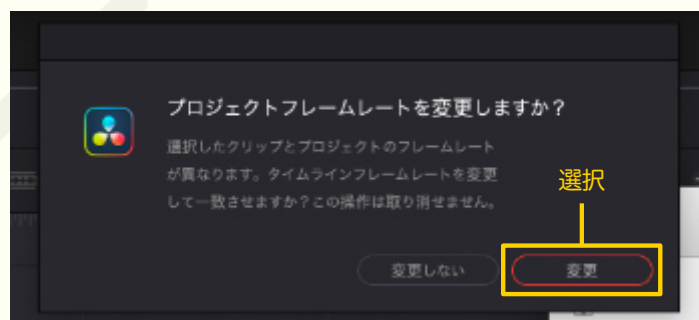 プロジェクトフレームレートを変更しますか?
選択したクリップとプロジェクトのフレームレート
が異なります。タイムラインフレームレートを変更
して一致させますか?この操作は取り消せません。
選択
変更しない
変更